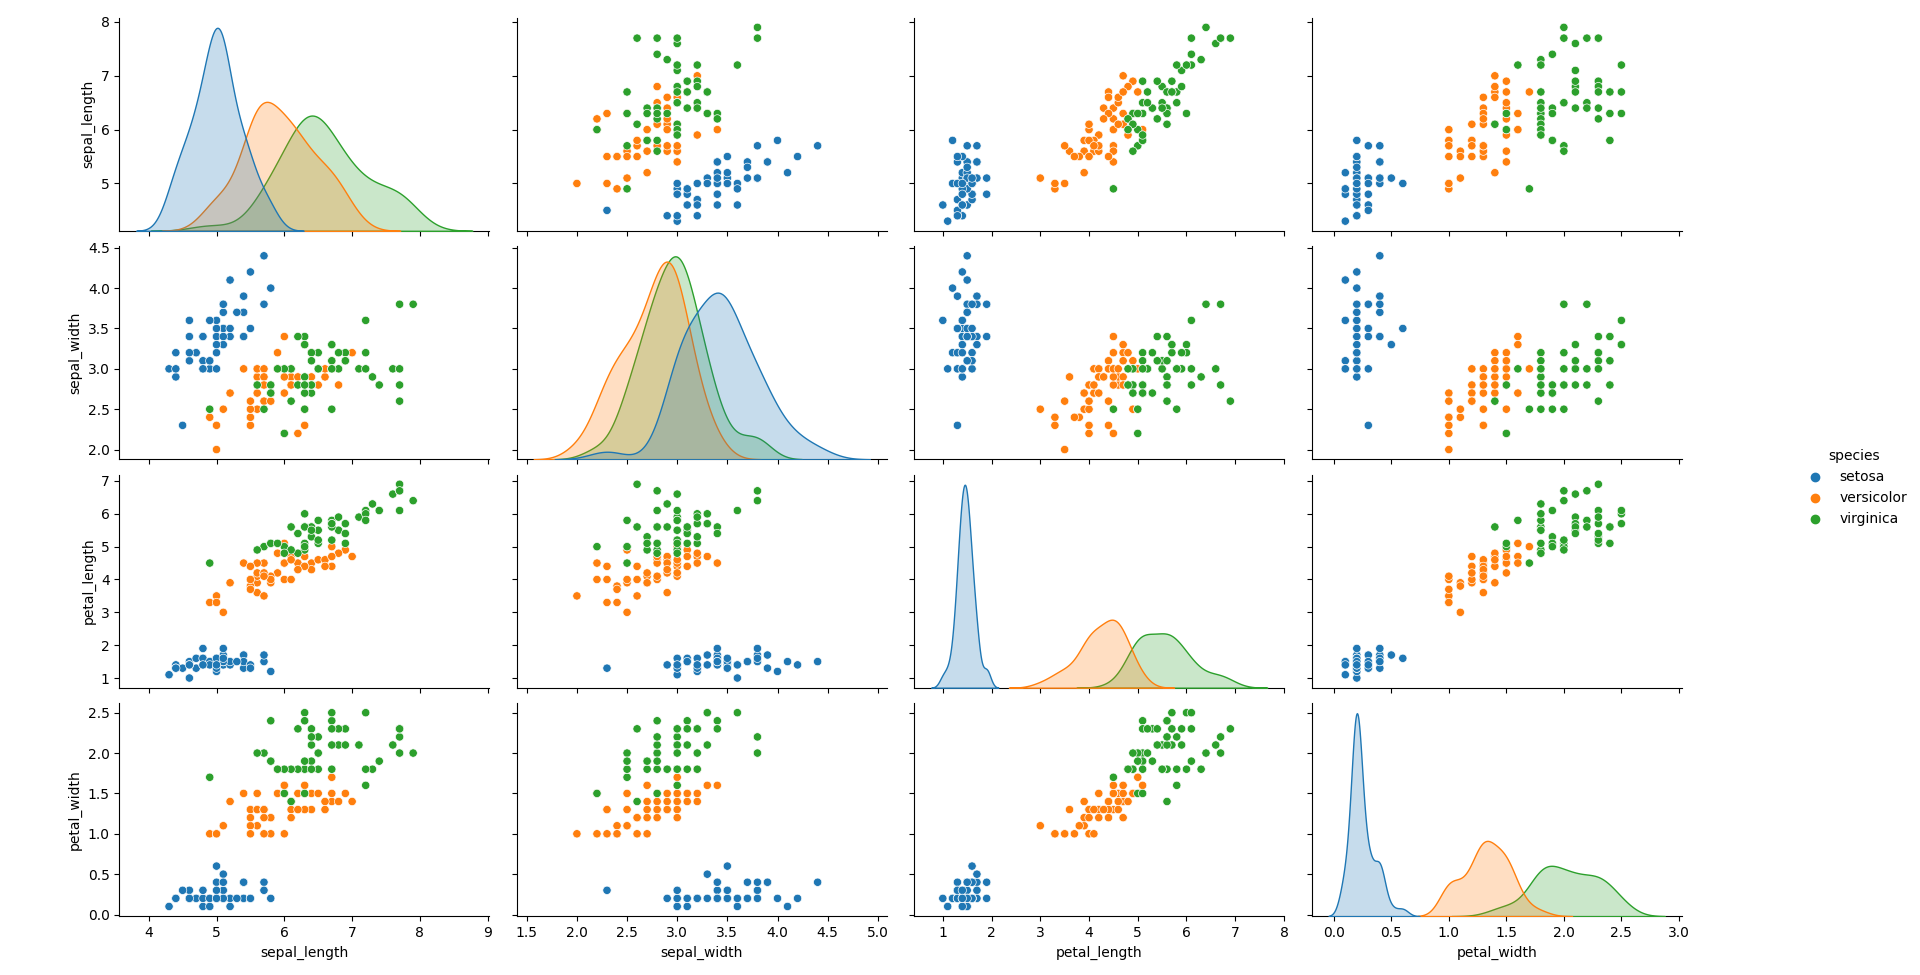 sepal_length
8
7
6
5
sepal_width
4.5
4.0
3.5
3.0
2.5
2.0
species
setosa
versicolor
virginica
petal_length
7
6
5
4
3
2
1
petal_width
2.5
2.0
1.5
1.0
0.5
0.0
4 5 6 7 8 9
1.5 2.0 2.5 3.0 3.5 4.0 4.5 5.0
1 2 3 4 5 6 7 8
0.0 0.5 1.0 1.5 2.0 2.5 3.0
sepal_length
sepal_width
petal_length
petal_width